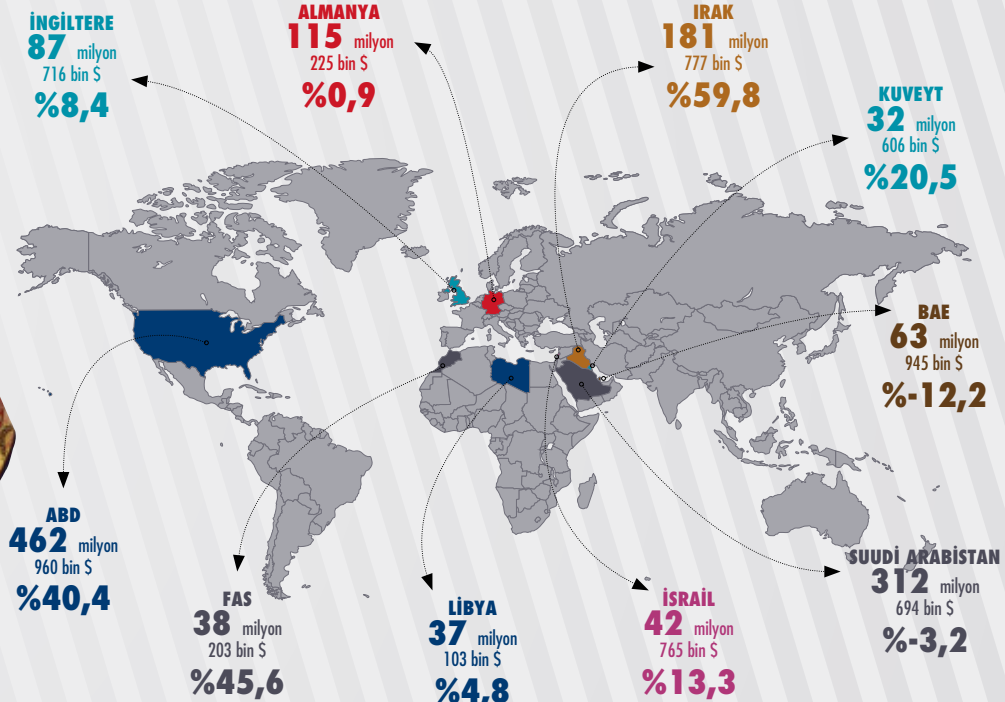 İNGİLTERE
87 milyon
716 bin $
%8,4
ALMANYA
115 milyon
225 bin $
%0,9
IRAK
181 milyon
777 bin $
%59,8
KUVEYT
32 milyon
606 bin $
%20,5
BAE
63 milyon
945 bin $
%-12,2
ABD
462 milyon
960 bin $
%40,4
FAS
38 milyon
203 bin $
%45,6
LİBYA
37 milyon
103 bin $
%4,8
İSRAİL
42 milyon
765 bin $
%13,3
SUUDİ ARABİSTAN
312 milyon
694 bin $
%-3,2